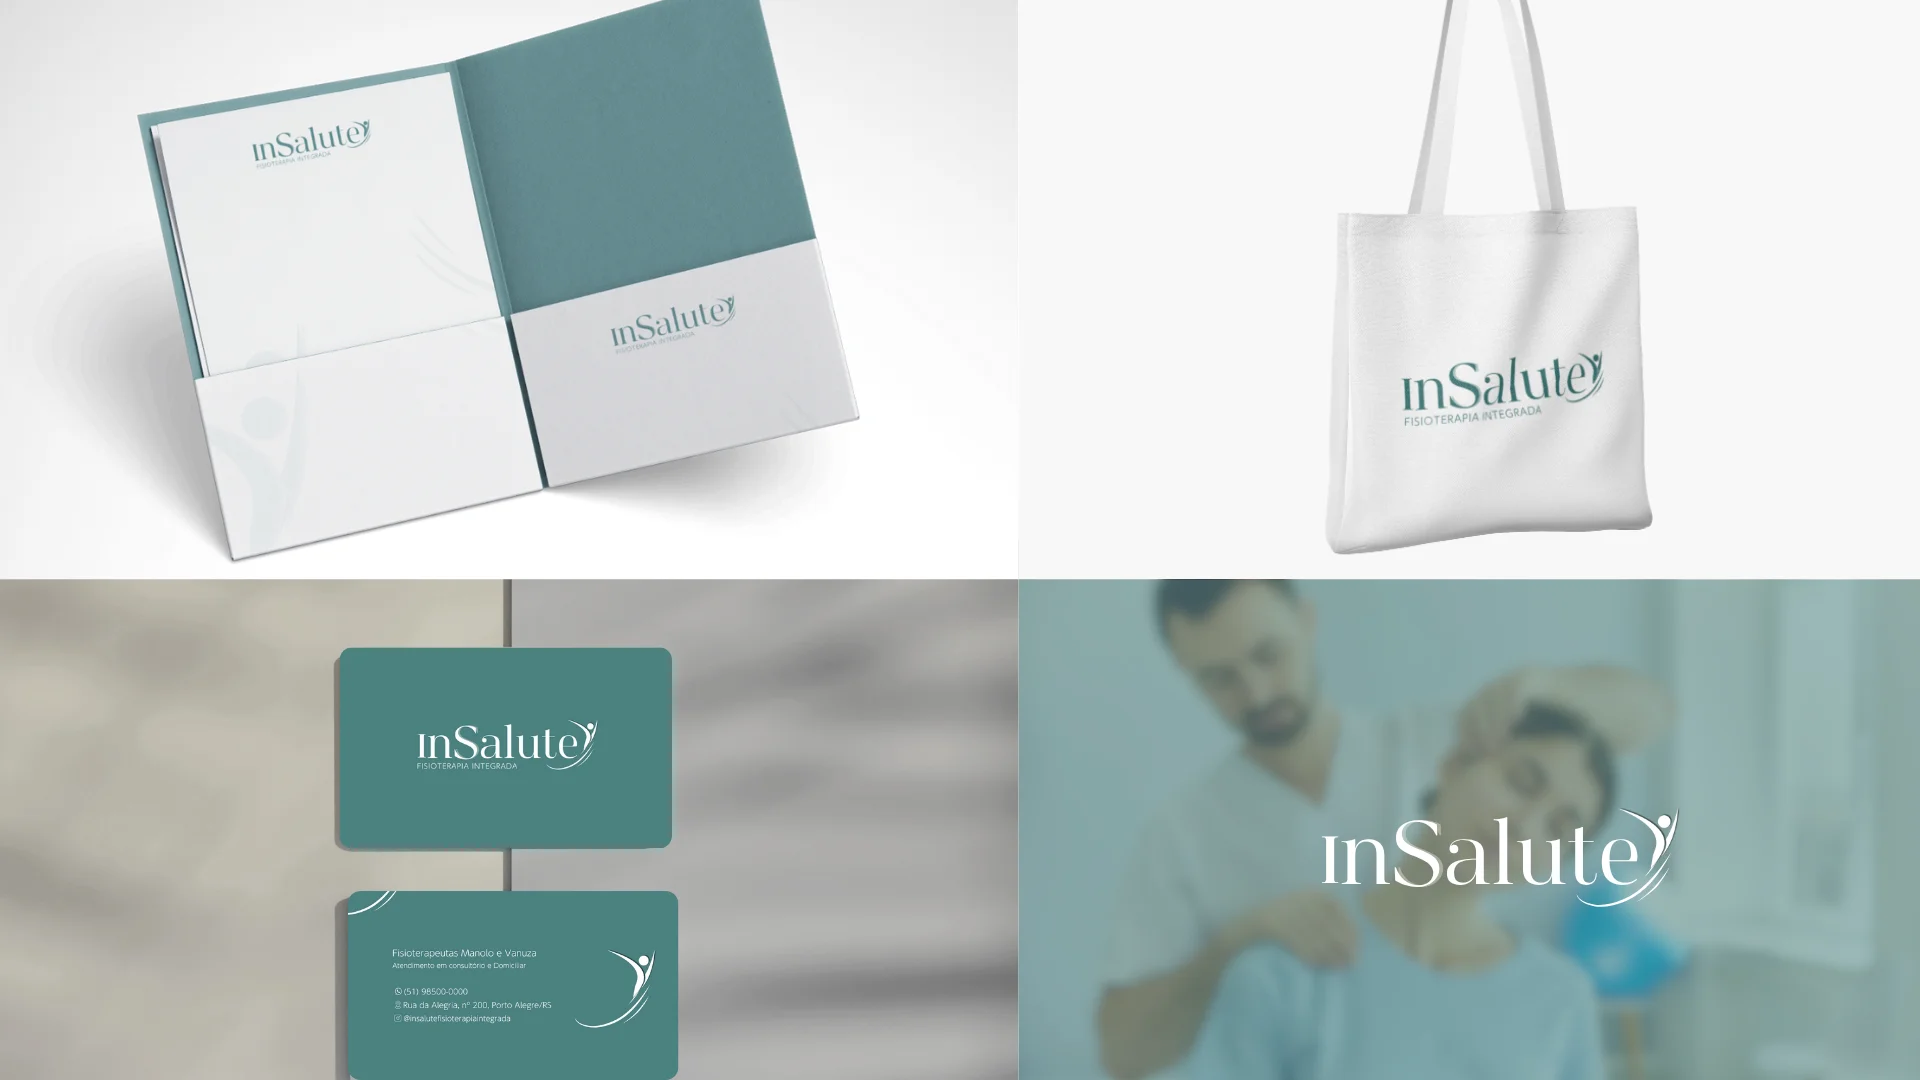 InSalute
FISIOTERAPIA INTEGRADA
InSalute
FISIOTERAPIA INTEGRADA
InSalute
FISIOTERAPIA INTEGRADA
InSalute
FISIOTERAPIA INTEGRADA
Fisioterapeutas Manolo e Vanuza
Atendimento em consultório e Domiciliar
(51) 98500-0000
Rua da Alegria, nº 200, Porto Alegre/RS
@insalutefisioterapiaintegrada
InSalute